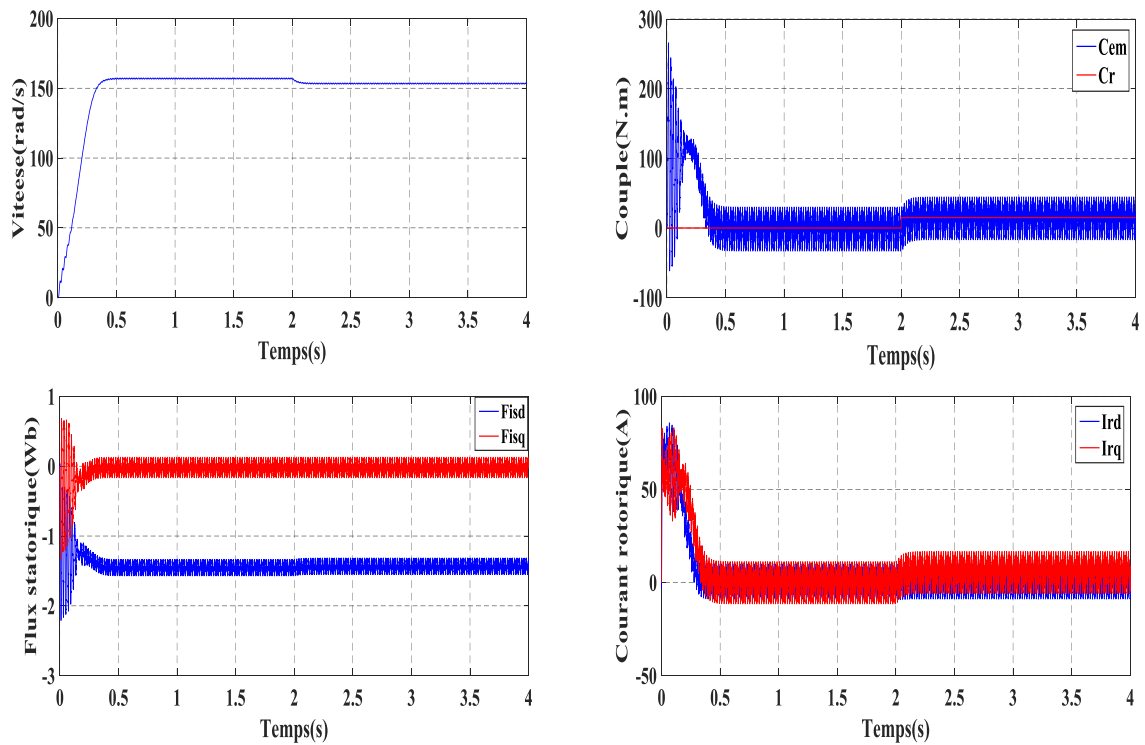 Viteese(rad/s)
200
150
100
50
0
0 0.5 1 1.5 2 2.5 3 3.5 4
Temps(s)
Couple(N.m)
300
200
100
0
-100
Cem
Cr
0 0.5 1 1.5 2 2.5 3 3.5 4
Temps(s)
Flux statorique(Wb)
1
0
-1
-2
-3
Fisd
Fisq
0 0.5 1 1.5 2 2.5 3 3.5 4
Temps(s)
Courant rotorique(A)
100
50
0
-50
Ird
Irq
0 0.5 1 1.5 2 2.5 3 3.5 4
Temps(s)